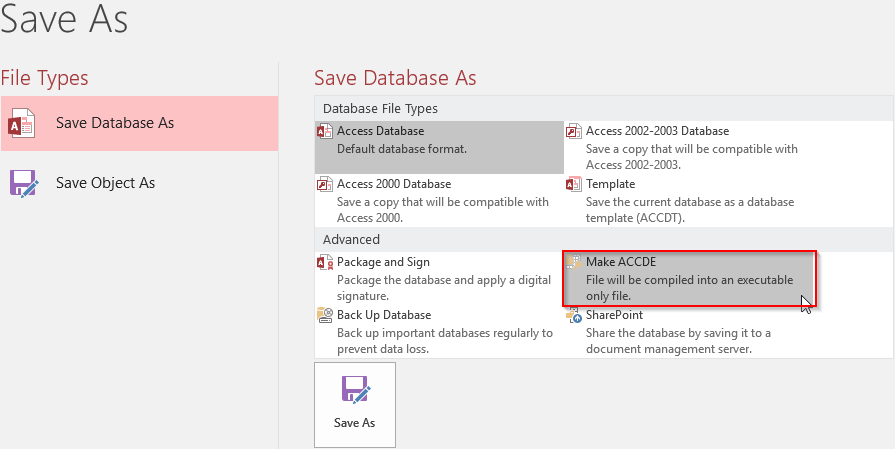 Save As
File Types
Save Database As
Save Object As
Save Database As
Database File Types
Access Database
Default database format.
Access 2002-2003 Database
Save a copy that will be compatible with
Access 2002-2003.
Access 2000 Database
Save a copy that will be compatible with
Access 2000.
Template
Save the current database as a database
template (ACCDT).
Advanced
Package and Sign
Package the database and apply a digital
signature.
Make ACCDE
File will be compiled into an executable
only file.
Back Up Database
Back up important databases regularly to
prevent data loss.
SharePoint
Share the database by saving it to a
document management server.
Save As